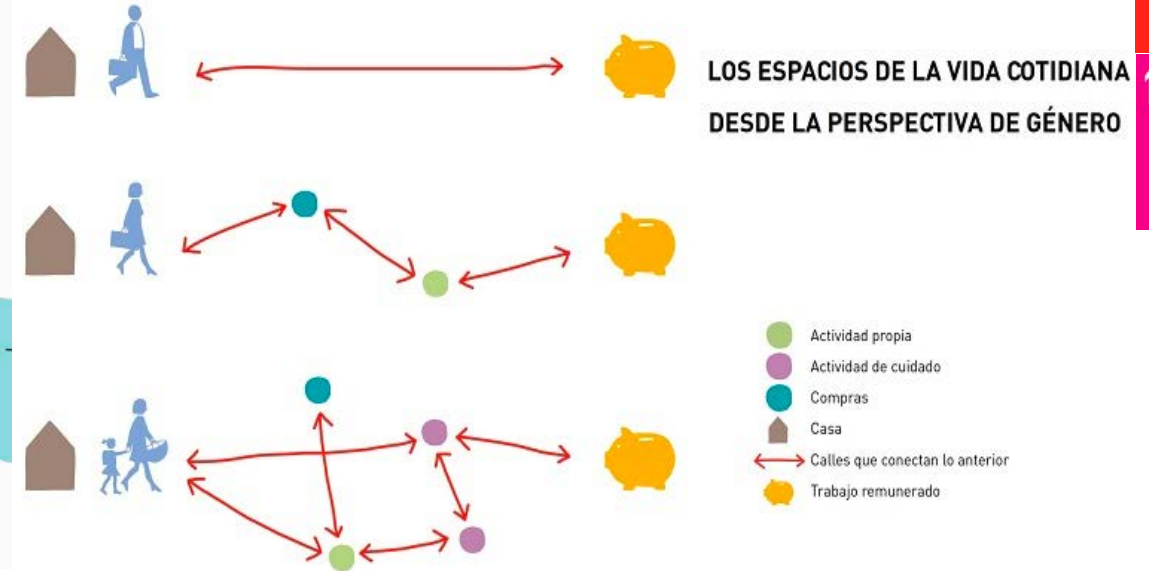 LOS ESPACIOS DE LA VIDA COTIDIANA
DESDE LA PERSPECTIVA DE GÉNERO
Actividad propia
Actividad de cuidado
Compras
Casa
Calles que conectan lo anterior
Trabajo remunerado